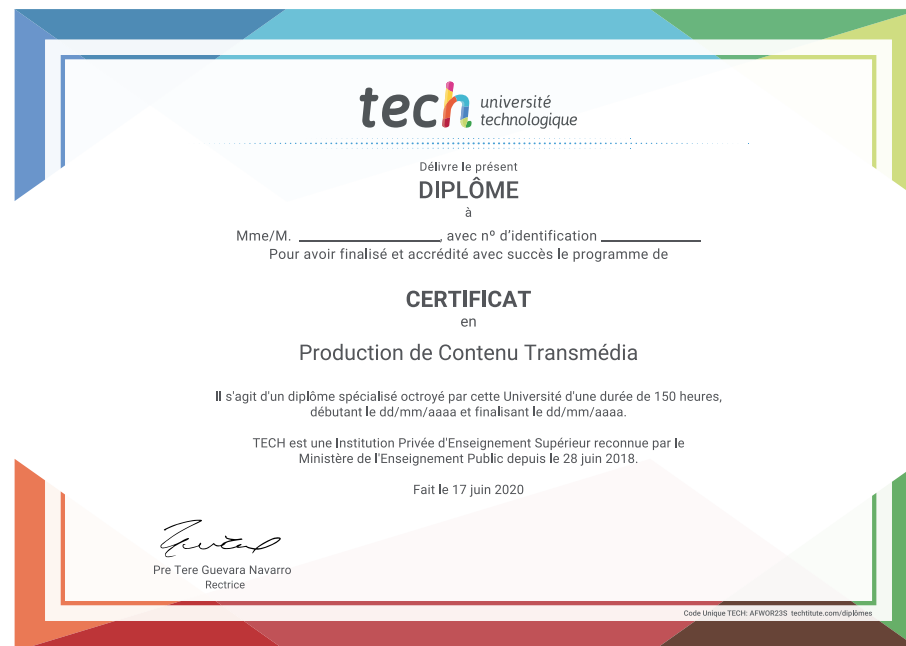 tech université
technologique
Délivre le présent
DIPLÔME
à
Mme/M. ____________________, avec nº d'identification ______________
Pour avoir finalisé et accrédité avec succès le programme de
CERTIFICAT
en
Production de Contenu Transmédia
Il s'agit d'un diplôme spécialisé octroyé par cette Université d'une durée de 150 heures,
débutant le dd/mm/aaaa et finalisant le dd/mm/aaaa.
TECH est une Institution Privée d'Enseignement Supérieur reconnue par le
Ministère de l'Enseignement Public depuis le 28 juin 2018.
Fait le 17 juin 2020
Pre Tere Guevara Navarro
Rectrice
Code Unique TECH: AFWOR23S techtitute.com/diplômes